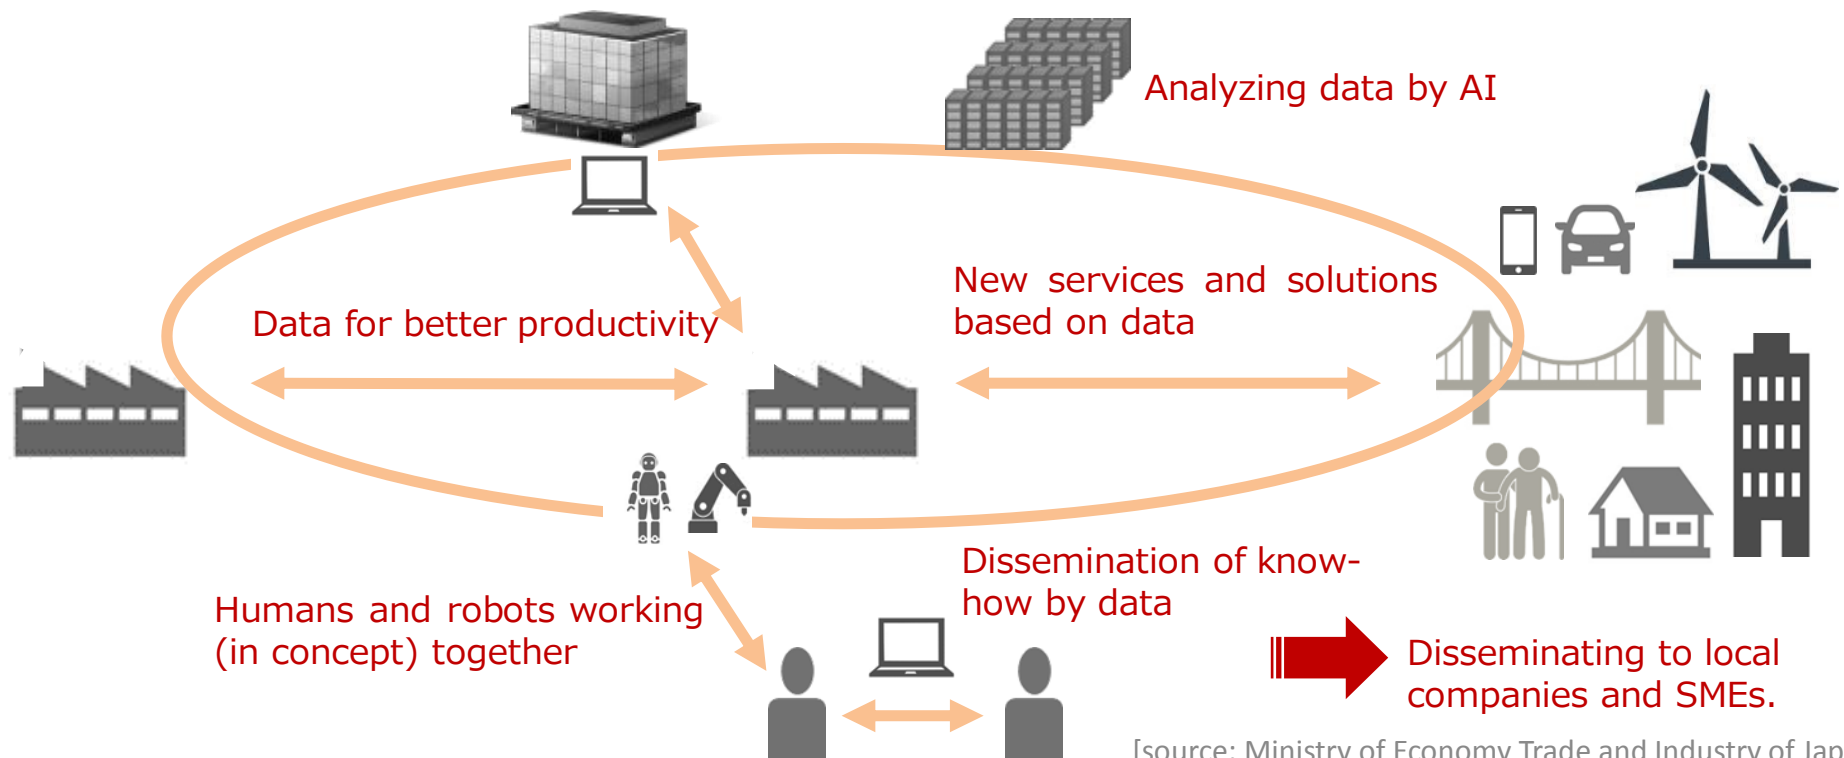 Analyzing data by AI
New services and solutions
based on data
Data for better productivity
Dissemination of know-
how by data
Humans and robots working
(in concept) together
Disseminating to local
companies and SMEs.
[source: Ministry of Economy Trade and Industry of